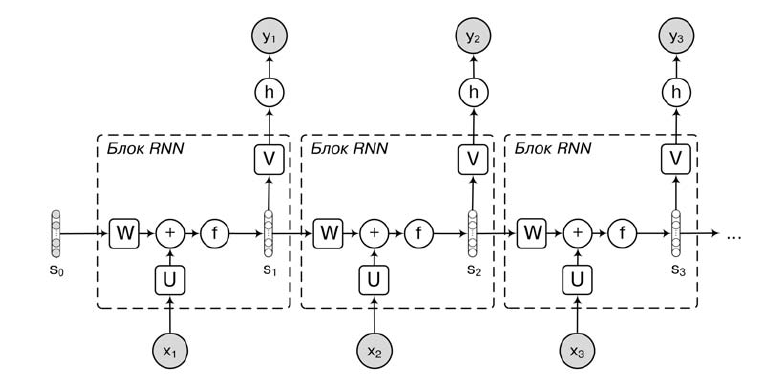 y1 y2 y3
h h h
Блок RNN Блок RNN Блок RNN
V V V
W + f W + f W + f ...
s0 s1 s2 s3
U U U
x1 x2 x3